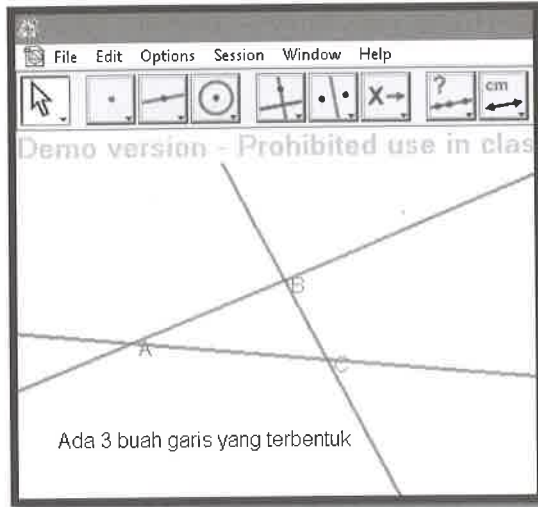 File Edit Options Session Window Help
? cm
X
Demo version - Prohibited use in clas
B
A
C
Ada 3 buah garis yang terbentuk